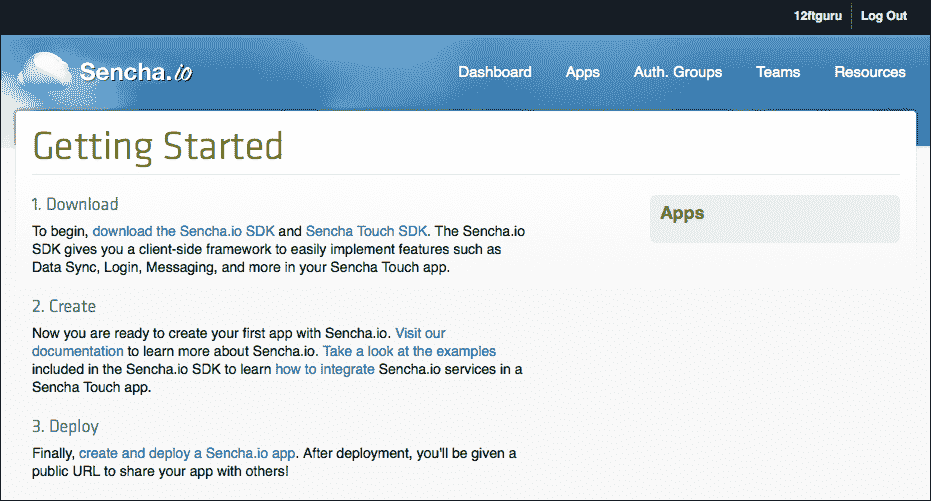 12ftguru Log Out
Sencha.io Dashboard Apps Auth. Groups Teams Resources
Getting Started
1. Download
To begin, download the Sencha.io SDK and Sencha Touch SDK. The Sencha.io
SDK gives you a client-side framework to easily implement features such as
Data Sync, Login, Messaging, and more in your Sencha Touch app.
Apps
2. Create
Now you are ready to create your first app with Sencha.io. Visit our
documentation to learn more about Sencha.io. Take a look at the examples
included in the Sencha.io SDK to learn how to integrate Sencha.io services in a
Sencha Touch app.
3. Deploy
Finally, create and deploy a Sencha.io app. After deployment, you'll be given a
public URL to share your app with others!